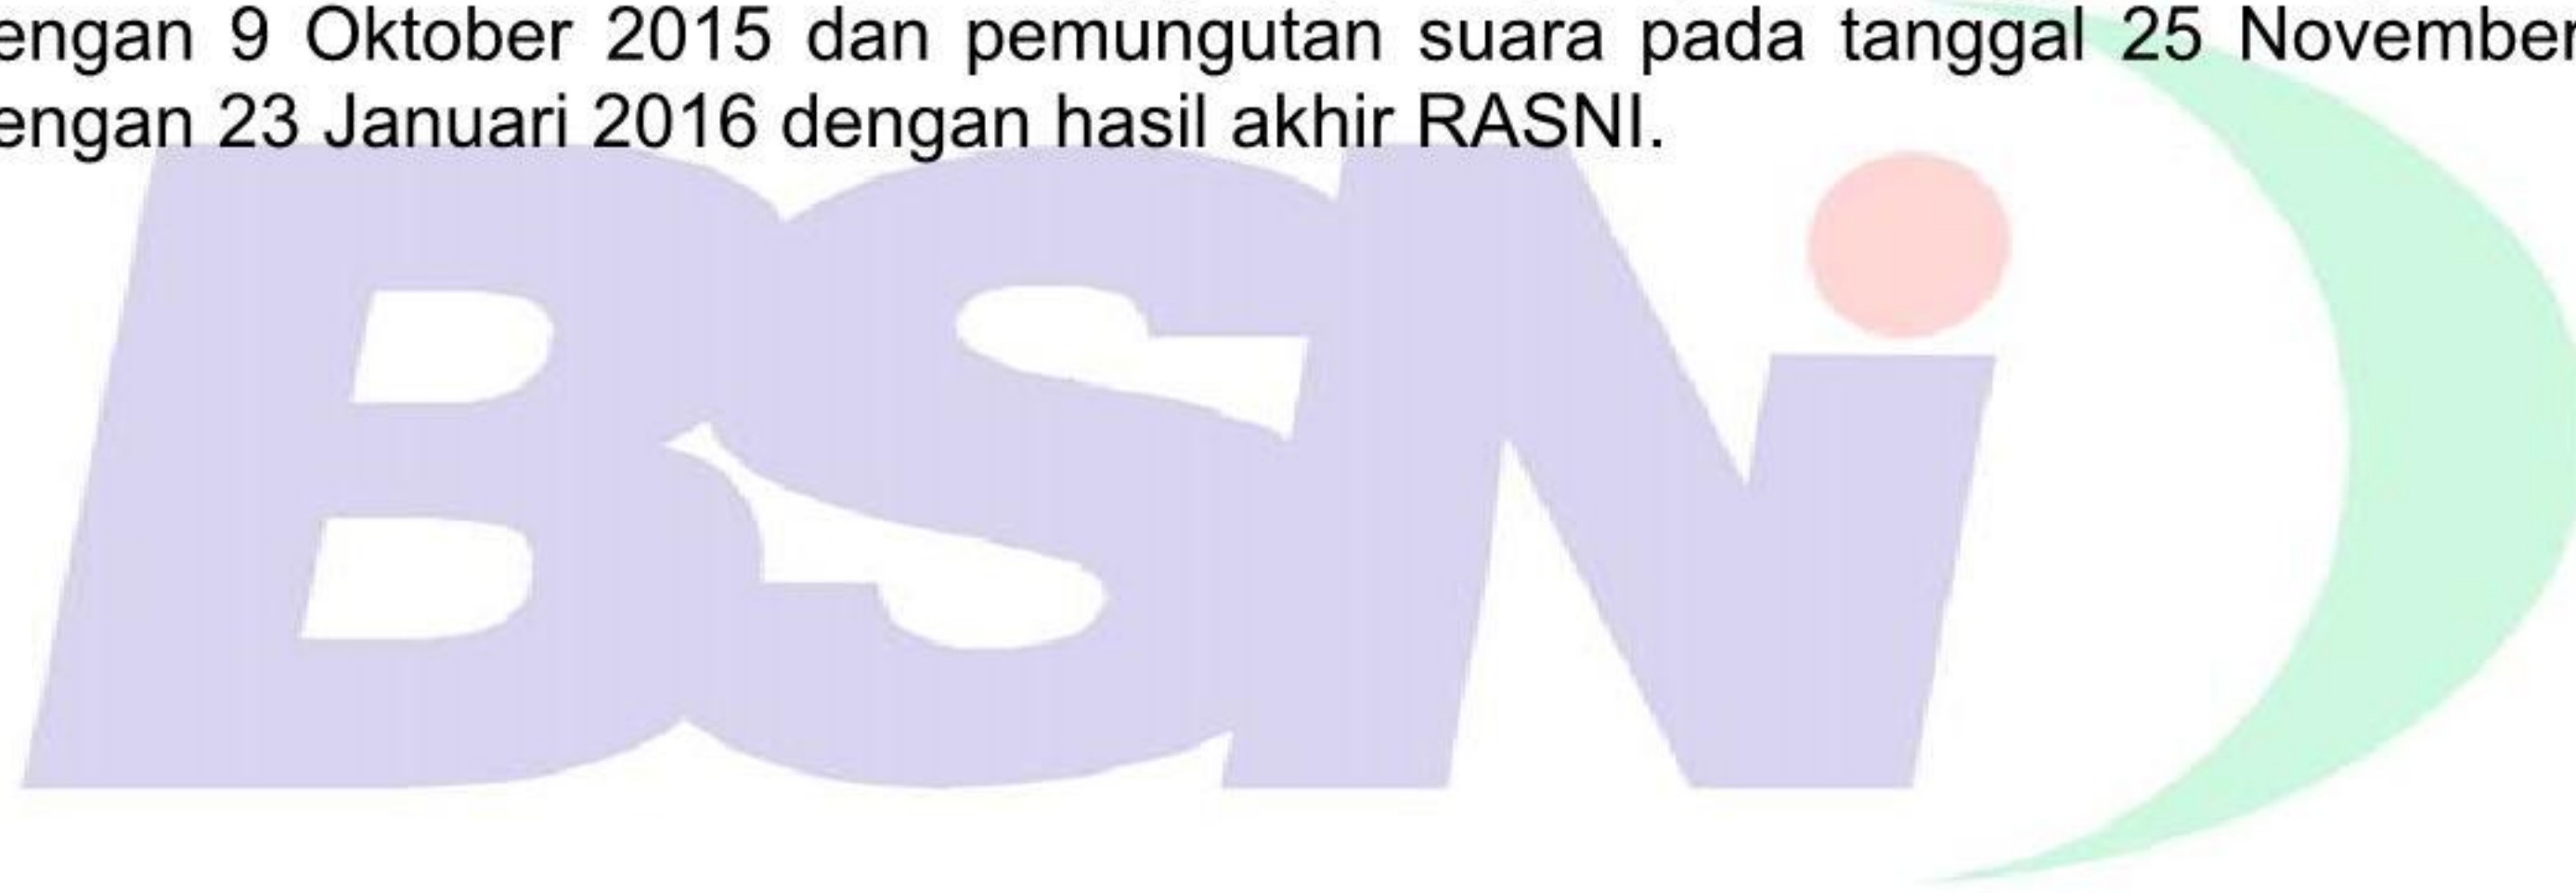 engan 9 Oktober 2015 dan pemungutan suara pada tanggal 25 November
engan 23 Januari 2016 dengan hasil akhir RASNI.
BSNi